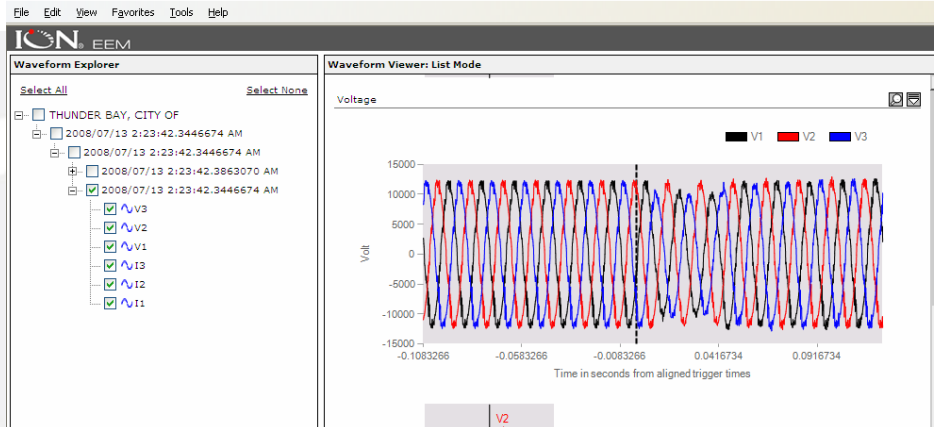 File Edit View Favorites Tools Help
ION® EEM
Waveform Explorer
Select All Select None
THUNDER BAY, CITY OF
2008/07/13 2:23:42.3446674 AM
2008/07/13 2:23:42.3446674 AM
2008/07/13 2:23:42.3863070 AM
2008/07/13 2:23:42.3446674 AM
V3
V2
V1
I3
I2
I1
Waveform Viewer: List Mode
Voltage
V1 V2 V3
Volt
15000
10000
5000
0
-5000
-10000
-15000
-0.1083266 -0.0583266 -0.0083266 0.0416734 0.0916734
Time in seconds from aligned trigger times
V2